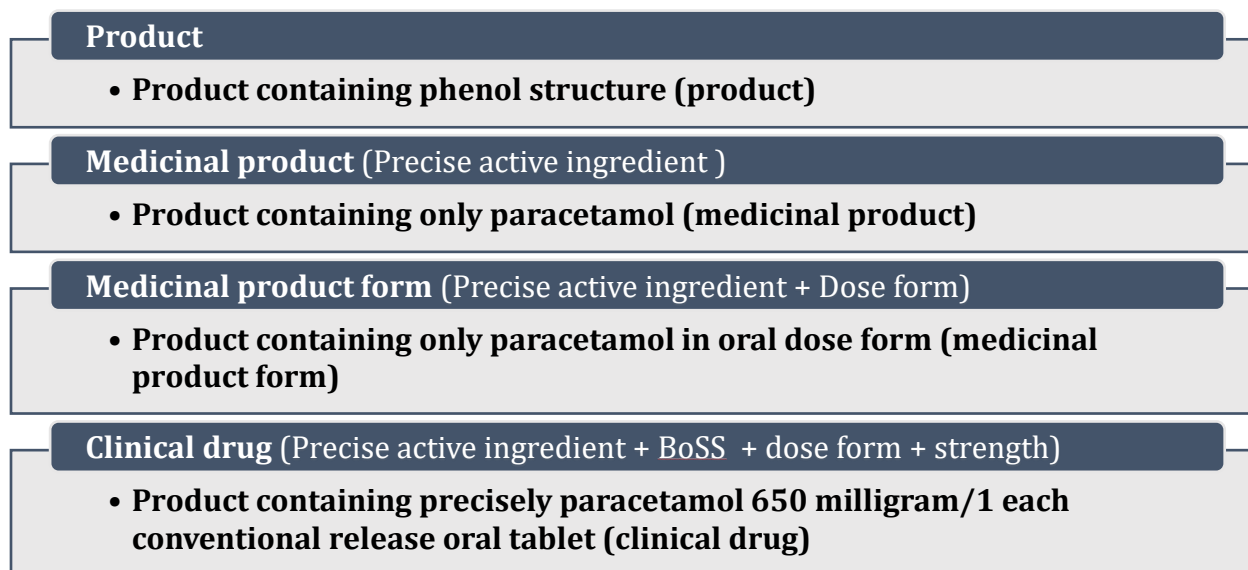 Product
• Product containing phenol structure (product)
Medicinal product (Precise active ingredient )
• Product containing only paracetamol (medicinal product)
Medicinal product form (Precise active ingredient + Dose form)
• Product containing only paracetamol in oral dose form (medicinal
product form)
Clinical drug (Precise active ingredient + BoSS + dose form + strength)
• Product containing precisely paracetamol 650 milligram/1 each
conventional release oral tablet (clinical drug)